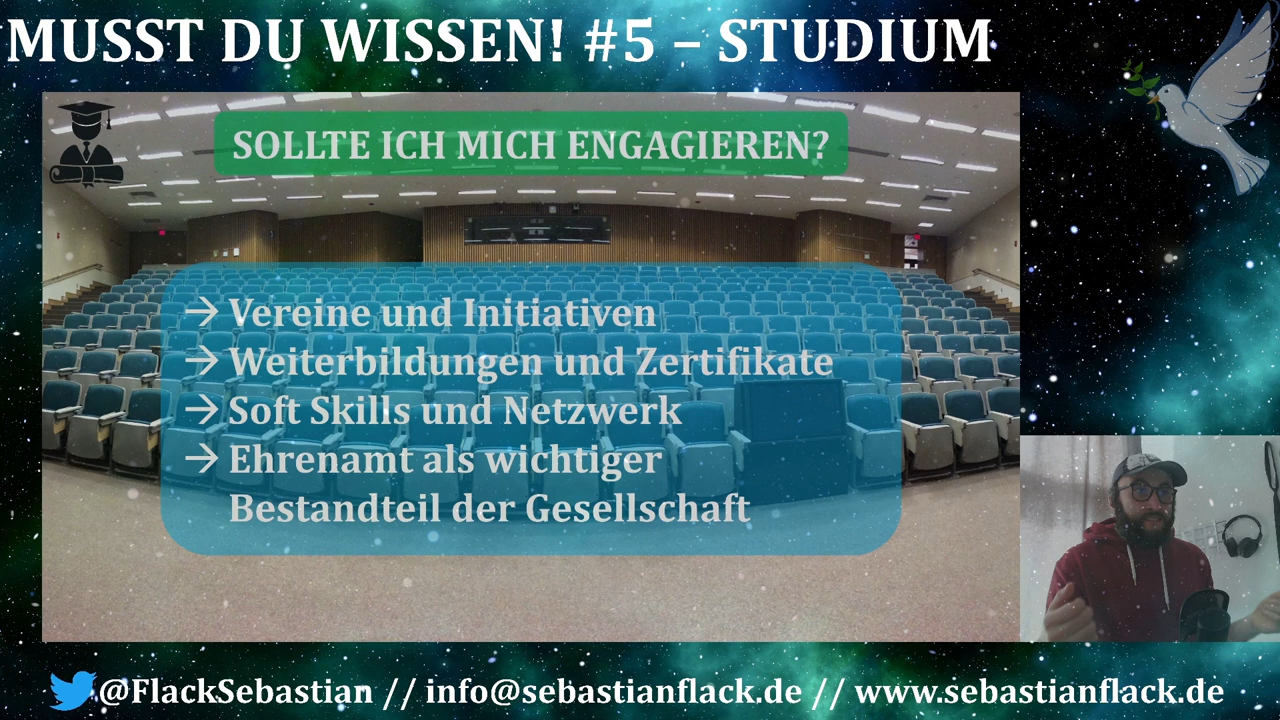 MUSST DU WISSEN! #5 – STUDIUM
SOLLTE ICH MICH ENGAGIEREN?
→ Vereine und Initiativen
→ Weiterbildungen und Zertifikate
→ Soft Skills und Netzwerk
→ Ehrenamt als wichtiger
Bestandteil der Gesellschaft
@FlackSebastian // info@sebastianflack.de // www.sebastianflack.de